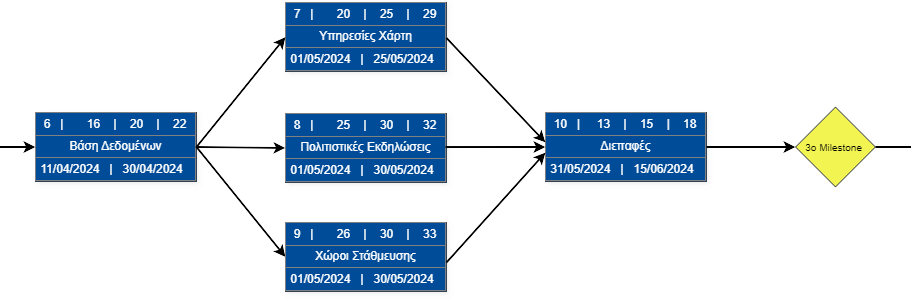 6 | 16 | 20 | 22
Βάση Δεδομένων
11/04/2024 | 30/04/2024
7 | 20 | 25 | 29
Υπηρεσίες Χάρτη
01/05/2024 | 25/05/2024
8 | 25 | 30 | 32
Πολιτιστικές Εκδηλώσεις
01/05/2024 | 30/05/2024
9 | 26 | 30 | 33
Χώροι Στάθμευσης
01/05/2024 | 30/05/2024
10 | 13 | 15 | 18
Διεπαφές
31/05/2024 | 15/06/2024
3ο Milestone